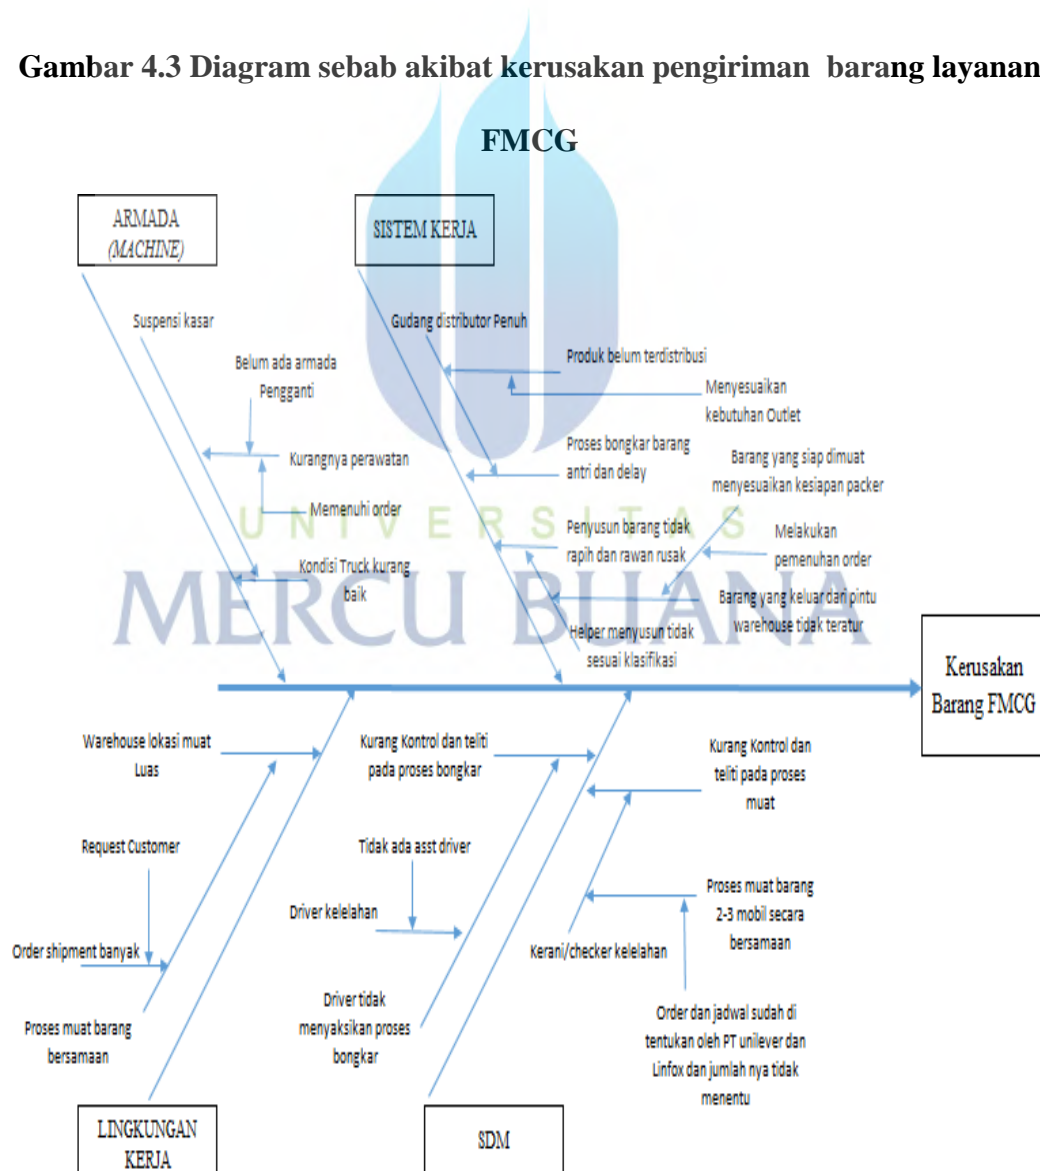 Gambar 4.3 Diagram sebab akibat kerusakan pengiriman barang layanan
FMCG
ARMADA
(MACHINE)
SISTEM KERJA
Suspensi kasar
Gudang distributor Penuh
Belum ada armada
Pengganti
Produk belum terdistribusi
Menyesuaikan
kebutuhan Outlet
Kurangnya perawatan
Proses bongkar barang
antri dan delay
Barang yang siap dimuat
menyesuaikan kesiapan packer
Memenuhi order
UNIVERSITAS
MERCU BUANA
Penyusun barang tidak
rapih dan rawan rusak
Melakukan
pemenuhan order
Kondisi Truck kurang
baik
Barang yang keluar dari pintu
warehouse tidak teratur
Helper menyusun tidak
sesuai klasifikasi
Kerusakan
Barang FMCG
Warehouse lokasi muat
Luas
Kurang Kontrol dan teliti
pada proses bongkar
Kurang Kontrol dan
teliti pada proses
muat
Request Customer
Tidak ada asst driver
Driver kelelahan
Proses muat barang
2-3 mobil secara
bersamaan
Order shipment banyak
Kerani/checker kelelahan
Proses muat barang
bersamaan
Driver tidak
menyaksikan proses
bongkar
Order dan jadwal sudah di
tentukan oleh PT unilever dan
Linfox dan jumlah nya tidak
menentu
LINGKUNGAN
KERJA
SDM